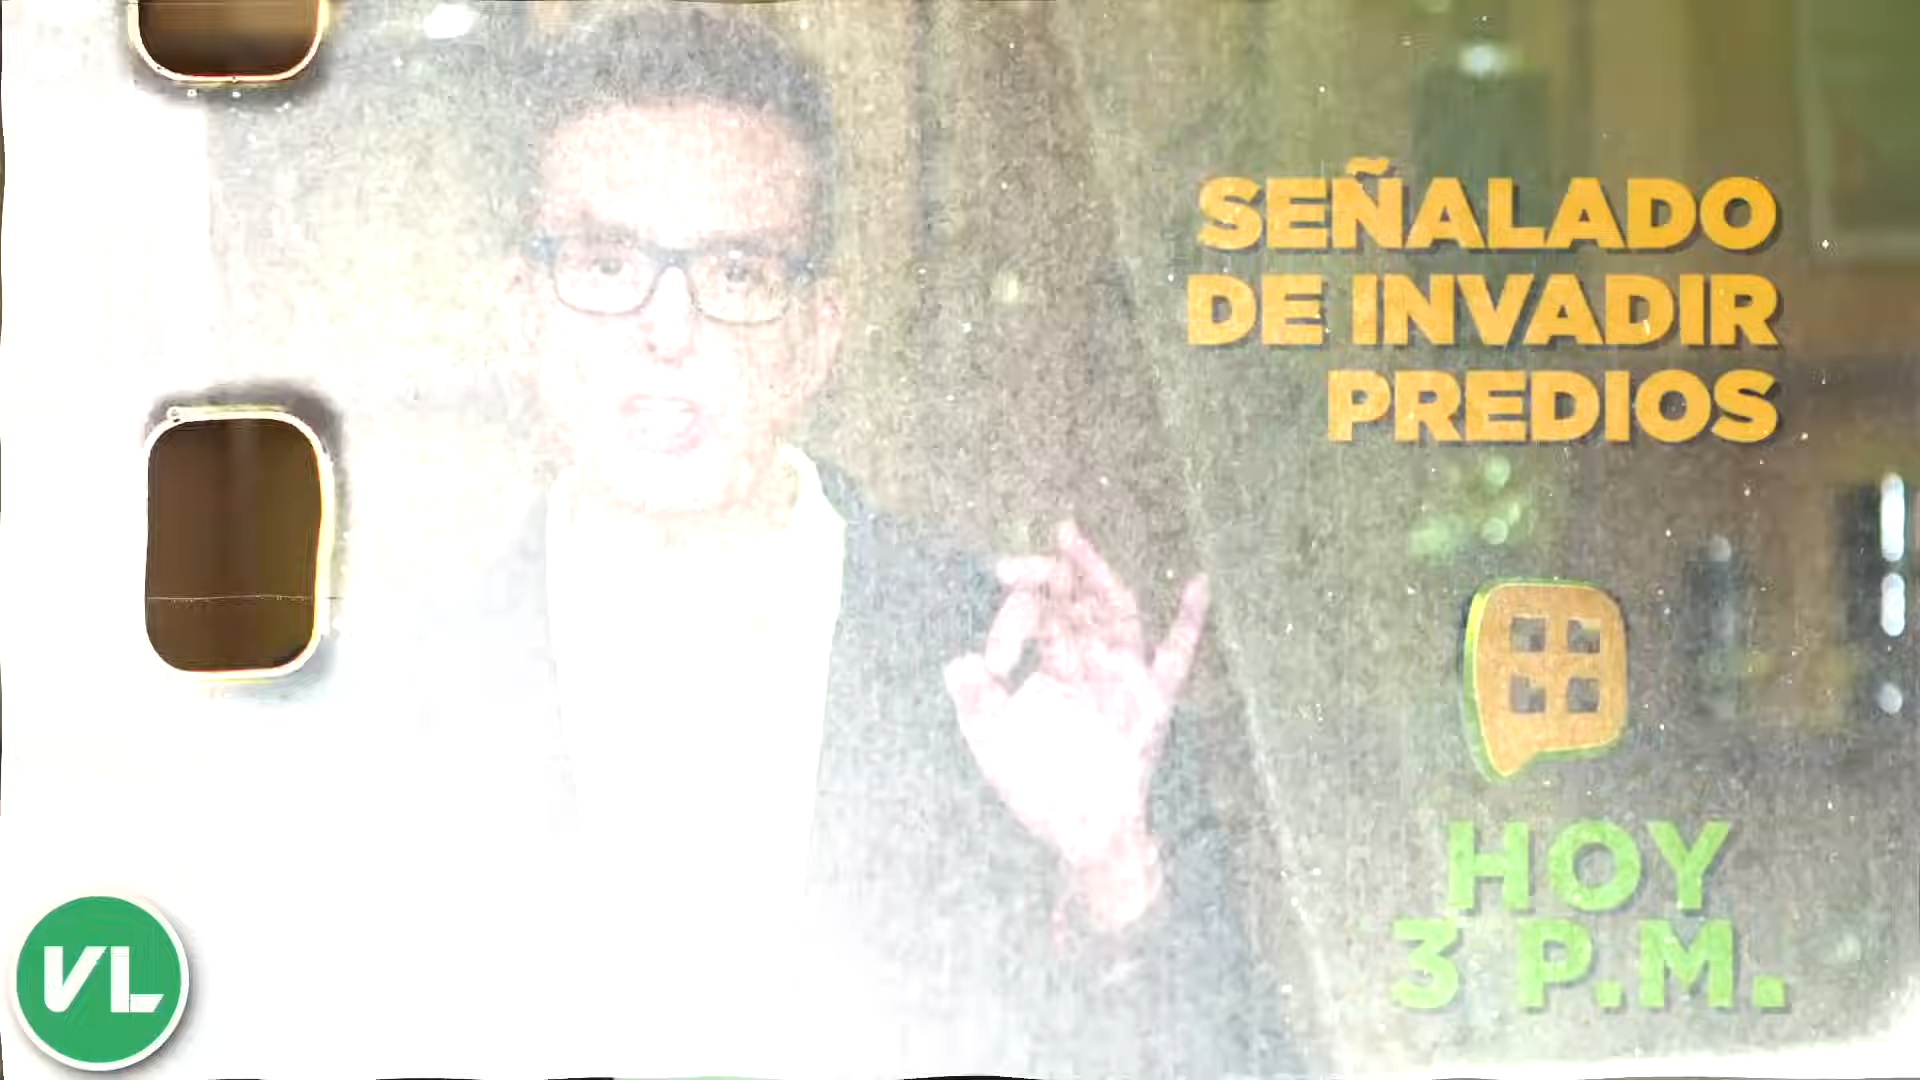 SEÑALADO
DE INVADIR
PREDIOS
HOY
3 P.M.
VL